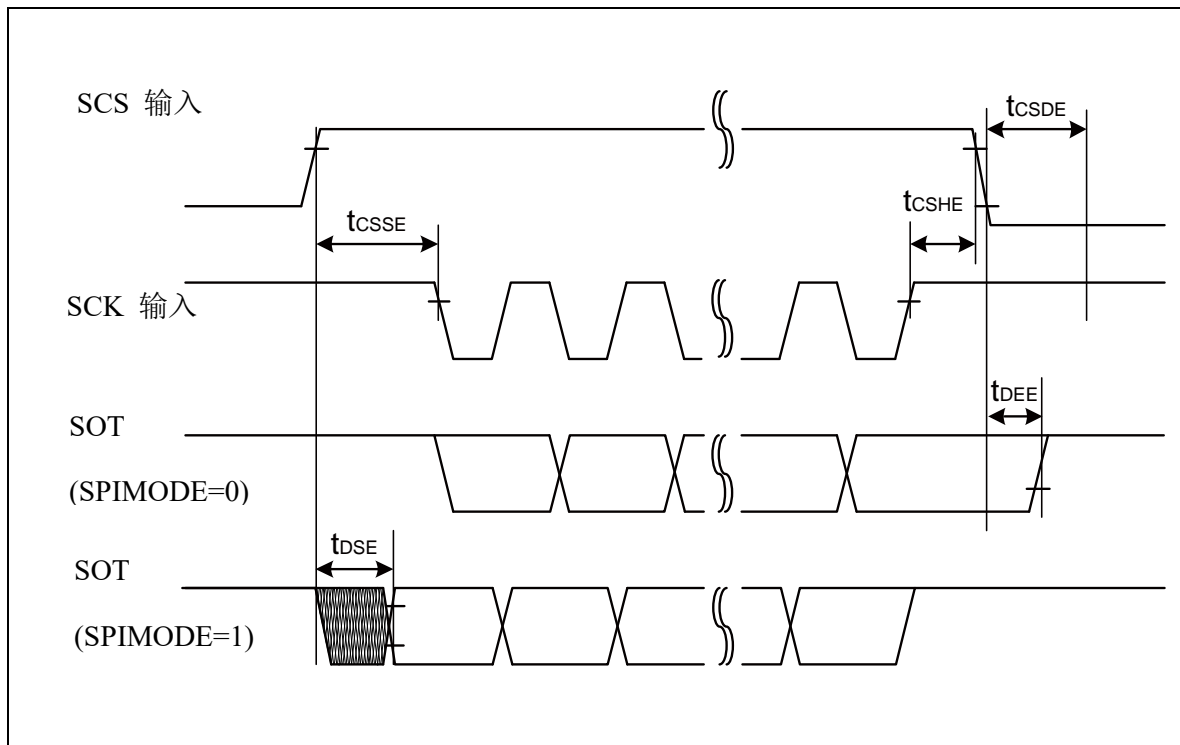 SCS 输入
tCSDE
tCSSE
tCSHE
SCK 输入
tDEE
SOT
(SPIMODE=0)
tDSE
SOT
(SPIMODE=1)